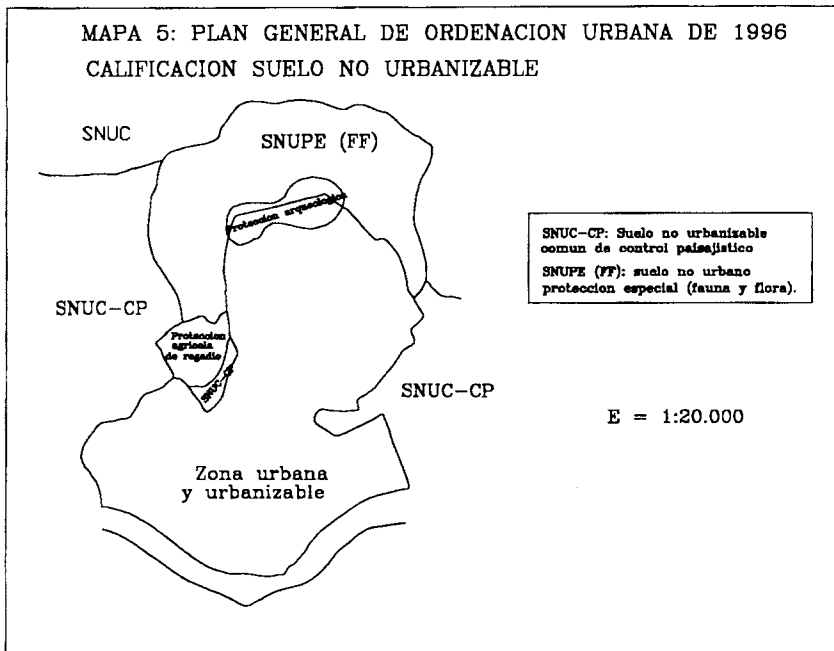 MAPA 5: PLAN GENERAL DE ORDENACION URBANA DE 1996
CALIFICACION SUELO NO URBANIZABLE
SNUC
SNUPE (FF)
Proteccion arqueologica
SNUC-CP: Suelo no urbanizable
comun de control paisajistico
SNUPE (FF): suelo no urbano
proteccion especial (fauna y flora).
SNUC-CP
Proteccion
agricola
de regadio
SNUC-CP
SNUC-CP
E = 1:20.000
Zona urbana
y urbanizable